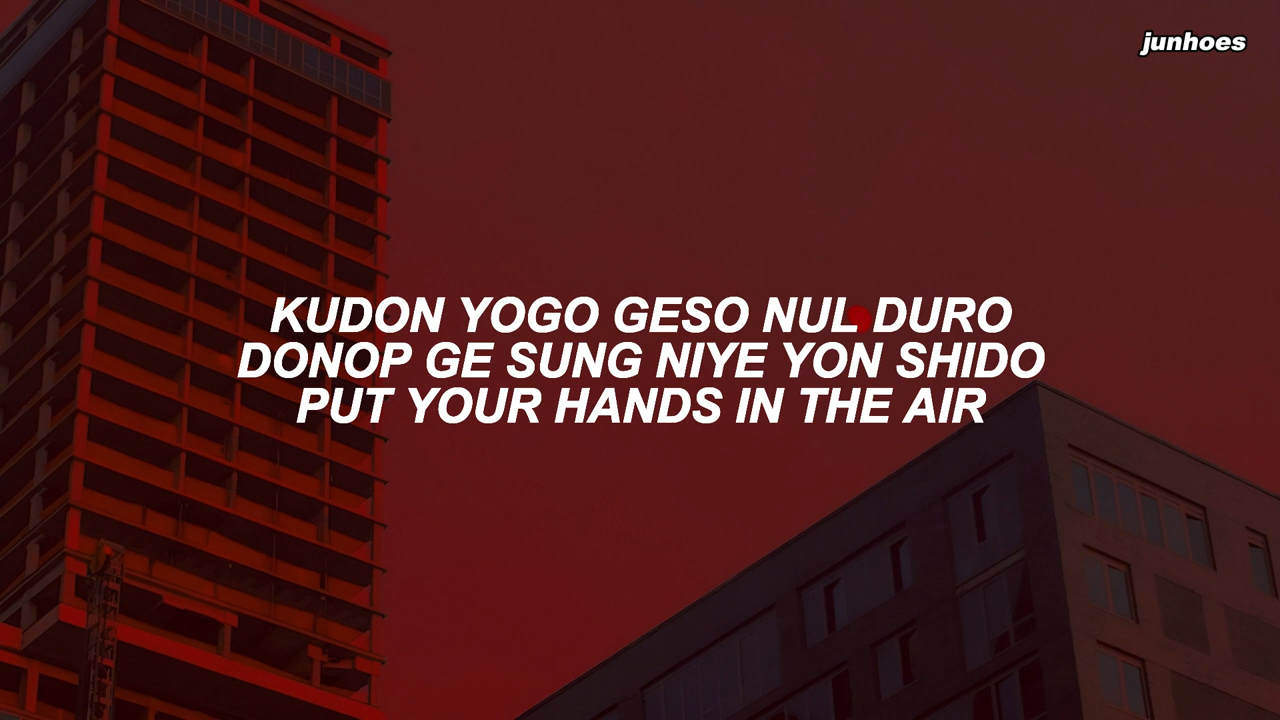 junhoes
KUDON YOGO GESO NUL DURO
DONOP GE SUNG NIYE YON SHIDO
PUT YOUR HANDS IN THE AIR